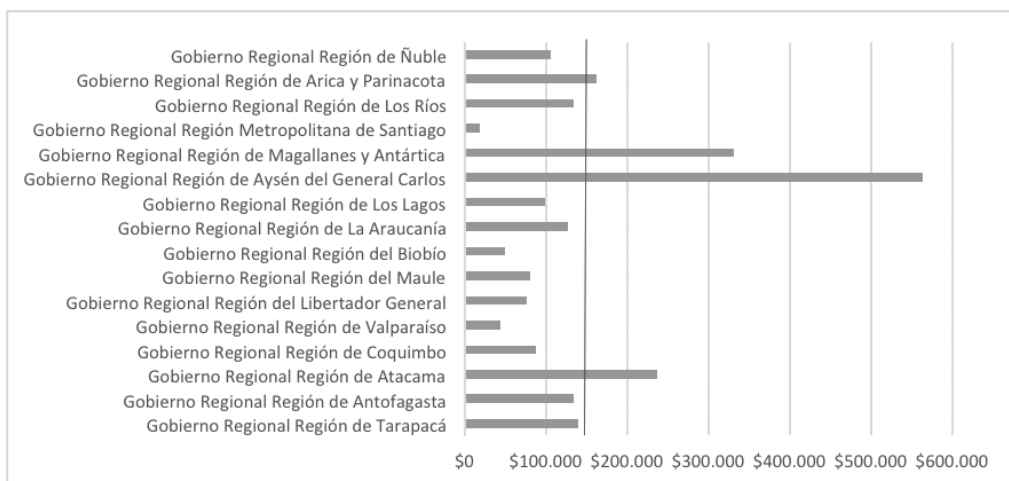 Gobierno Regional Región de Ñuble
Gobierno Regional Región de Arica y Parinacota
Gobierno Regional Región de Los Ríos
Gobierno Regional Región Metropolitana de Santiago
Gobierno Regional Región de Magallanes y Antártica
Gobierno Regional Región de Aysén del General Carlos
Gobierno Regional Región de Los Lagos
Gobierno Regional Región de La Araucanía
Gobierno Regional Región del Biobío
Gobierno Regional Región del Maule
Gobierno Regional Región del Libertador General
Gobierno Regional Región de Valparaíso
Gobierno Regional Región de Coquimbo
Gobierno Regional Región de Atacama
Gobierno Regional Región de Antofagasta
Gobierno Regional Región de Tarapacá
$0 $100.000 $200.000 $300.000 $400.000 $500.000 $600.000